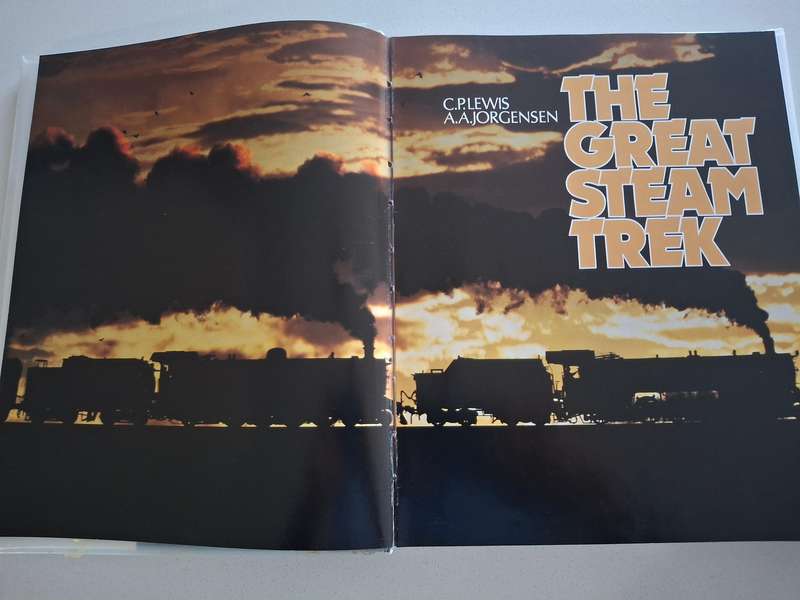 C.P.LEWIS
A.A.JORGENSEN
THE
GREAT
STEAM
TREK